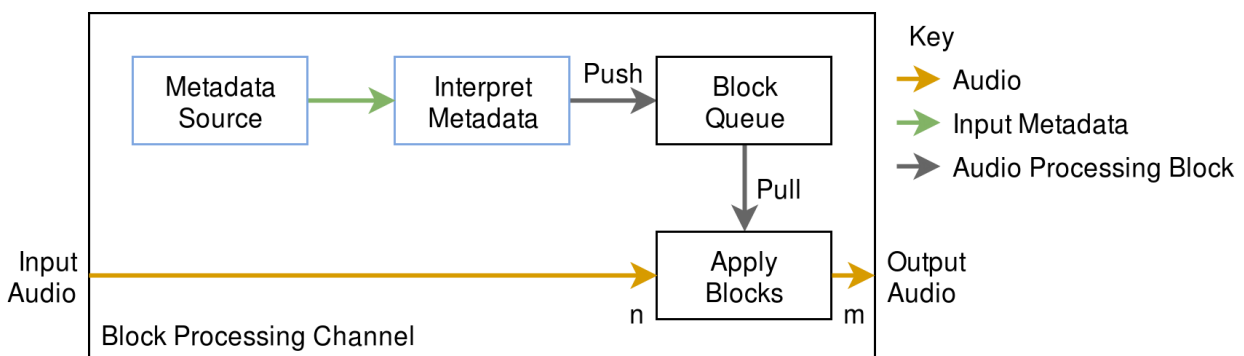 Metadata
Source
Interpret
Metadata
Push
Block
Queue
Pull
Input
Audio
n
Apply
Blocks
m
Output
Audio
Block Processing Channel
Key
Audio
Input Metadata
Audio Processing Block